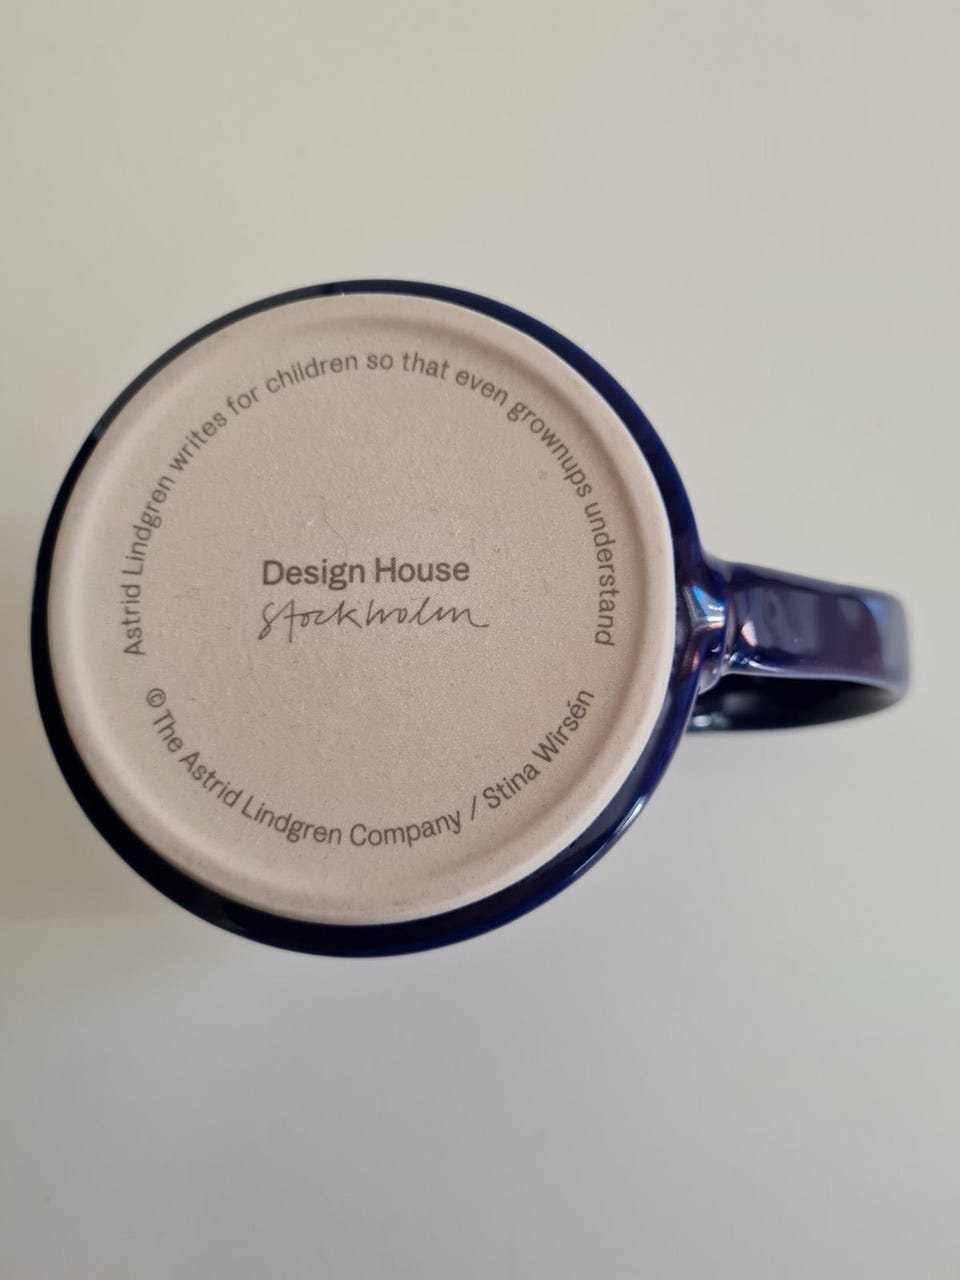 Astrid Lindgren writes for children so that even grownups understand
Design House
Stockholm
© The Astrid Lindgren Company / Stina Wirsén